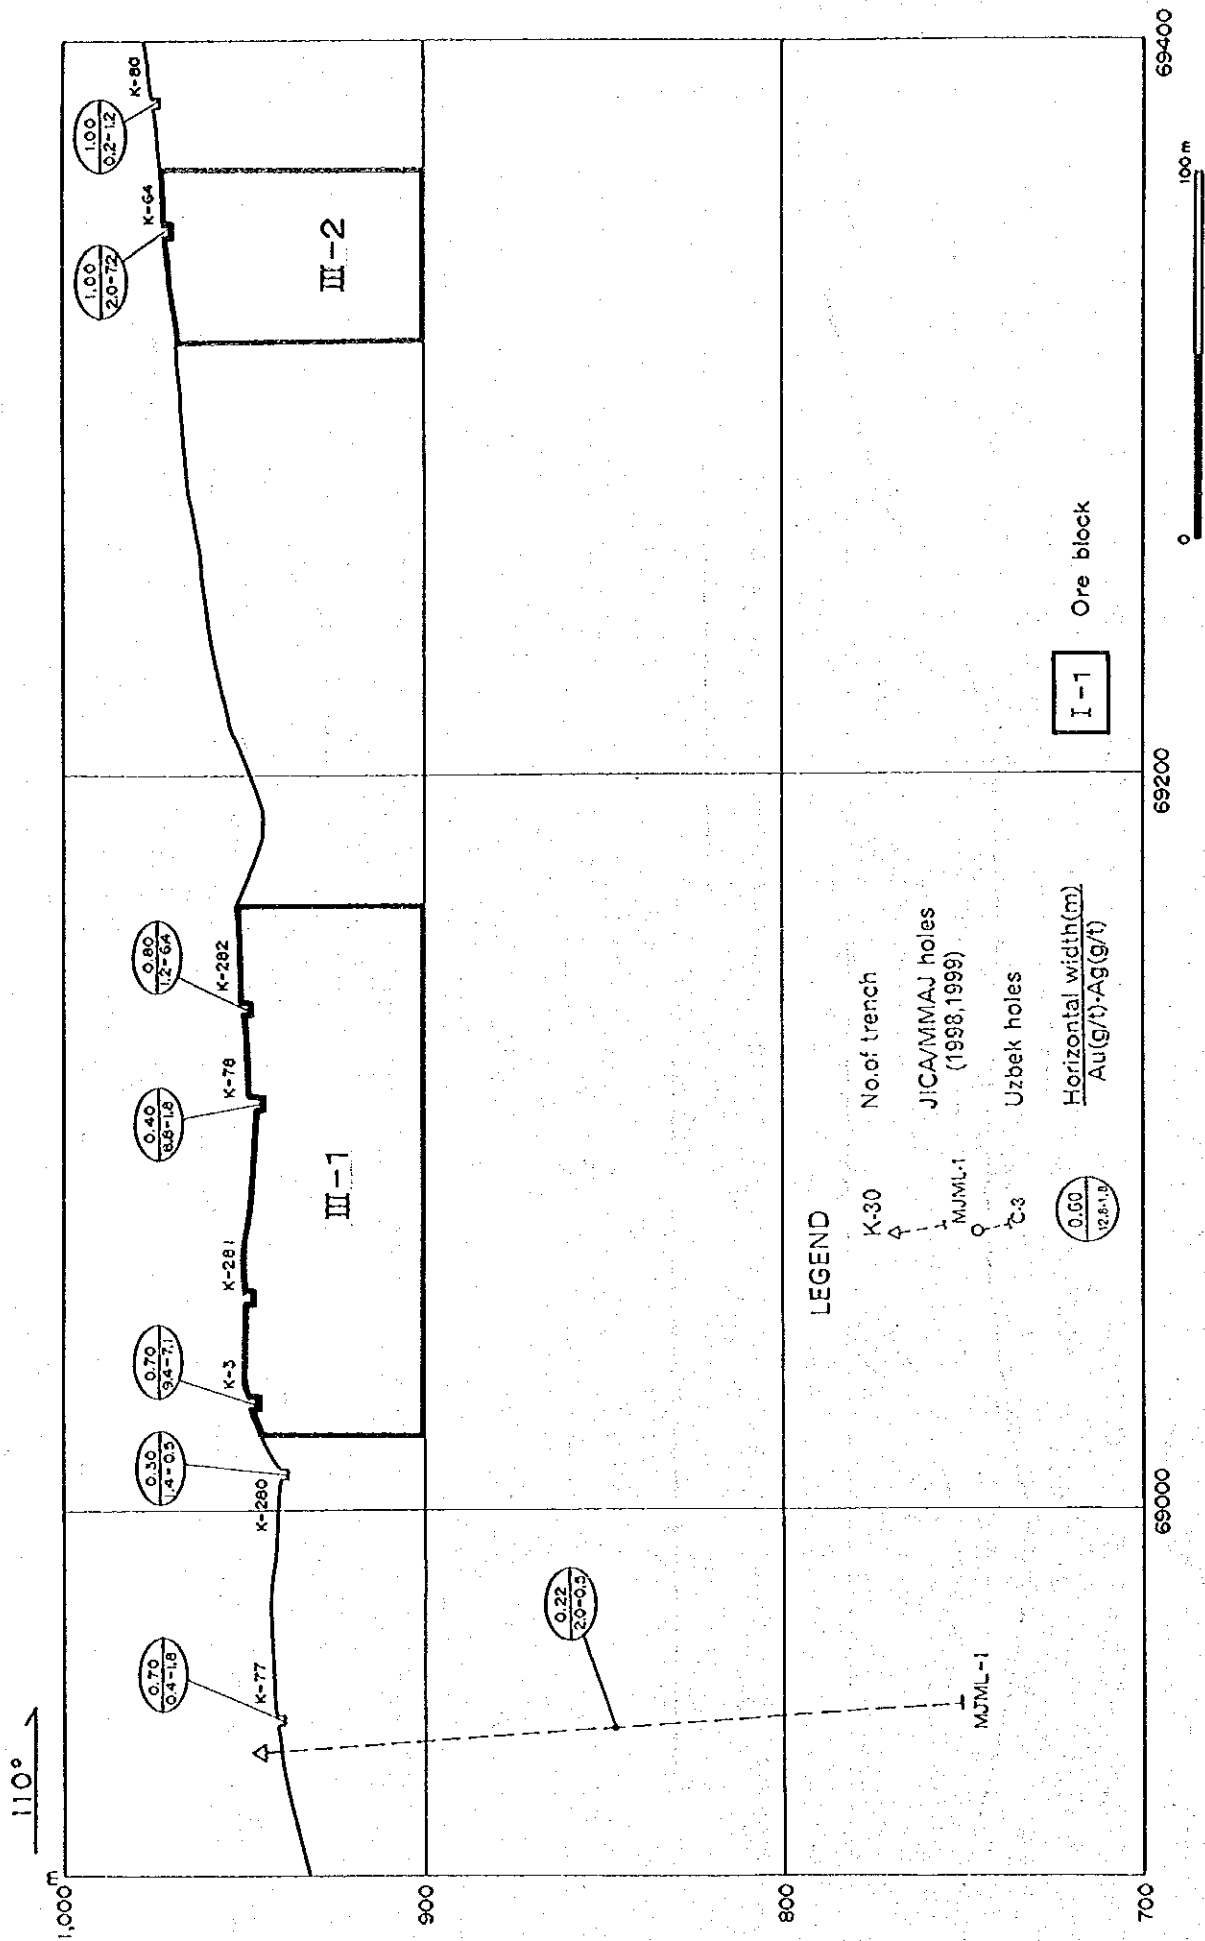 110°
m
1,000
900
800
700
69000
69200
69400
0.70
0.4-1.8
K-77
0.30
1.4-0.5
K-280
0.70
9.4-7.1
K-3
K-281
0.40
8.8-1.8
K-78
0.80
1.2-6.4
K-282
1.00
2.0-7.2
K-64
1.00
0.2-1.2
K-80
III-1
III-2
0.22
2.0-0.5
MJML-1
LEGEND
K-30 No.of trench
MJML-1 JICA/MMAJ holes
(1998,1999)
C-3 Uzbek holes
0.60 Horizontal width(m)
12.8-1.8 Au(g/t)-Ag(g/t)
I-1 Ore block
0 100 m